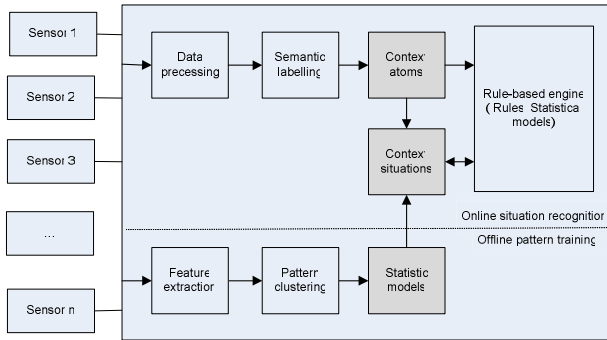 Sensor 1
Sensor 2
Sensor 3
...
Sensor n
Data
precessing
Semantic
labelling
Context
atoms
Rule-based engine
( Rules Statistical
models)
Context
situations
Online situation recognition
Offline pattern training
Feature
extraction
Pattern
clustering
Statistic
models